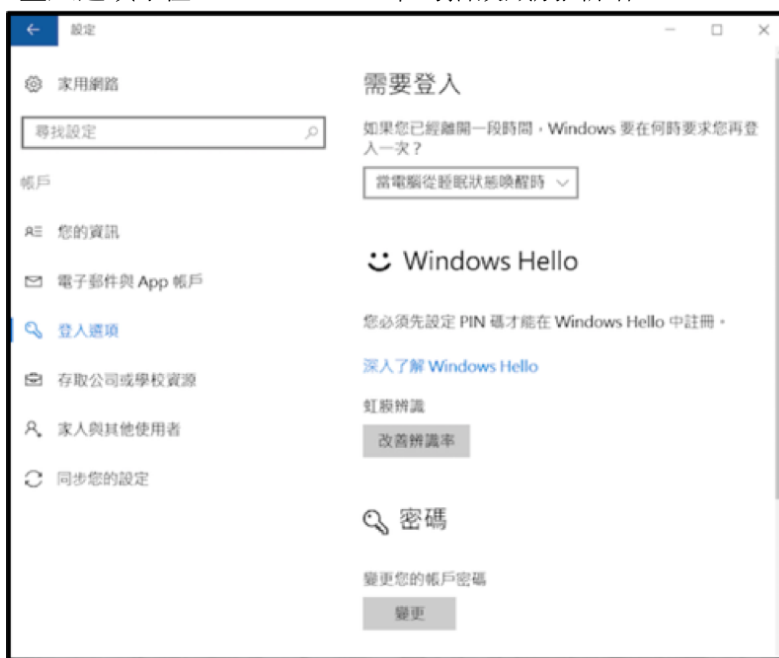 設定
家用網路
尋找設定
帳戶
您的資訊
電子郵件與 App 帳戶
登入選項
存取公司或學校資源
家人與其他使用者
同步您的設定
需要登入
如果您已經離開一段時間，Windows 要在何時要求您再登
入一次？
當電腦從睡眠狀態喚醒時
Windows Hello
您必須先設定 PIN 碼才能在 Windows Hello 中註冊。
深入了解 Windows Hello
虹膜辨識
改善辨識率
密碼
變更您的帳戶密碼
變更